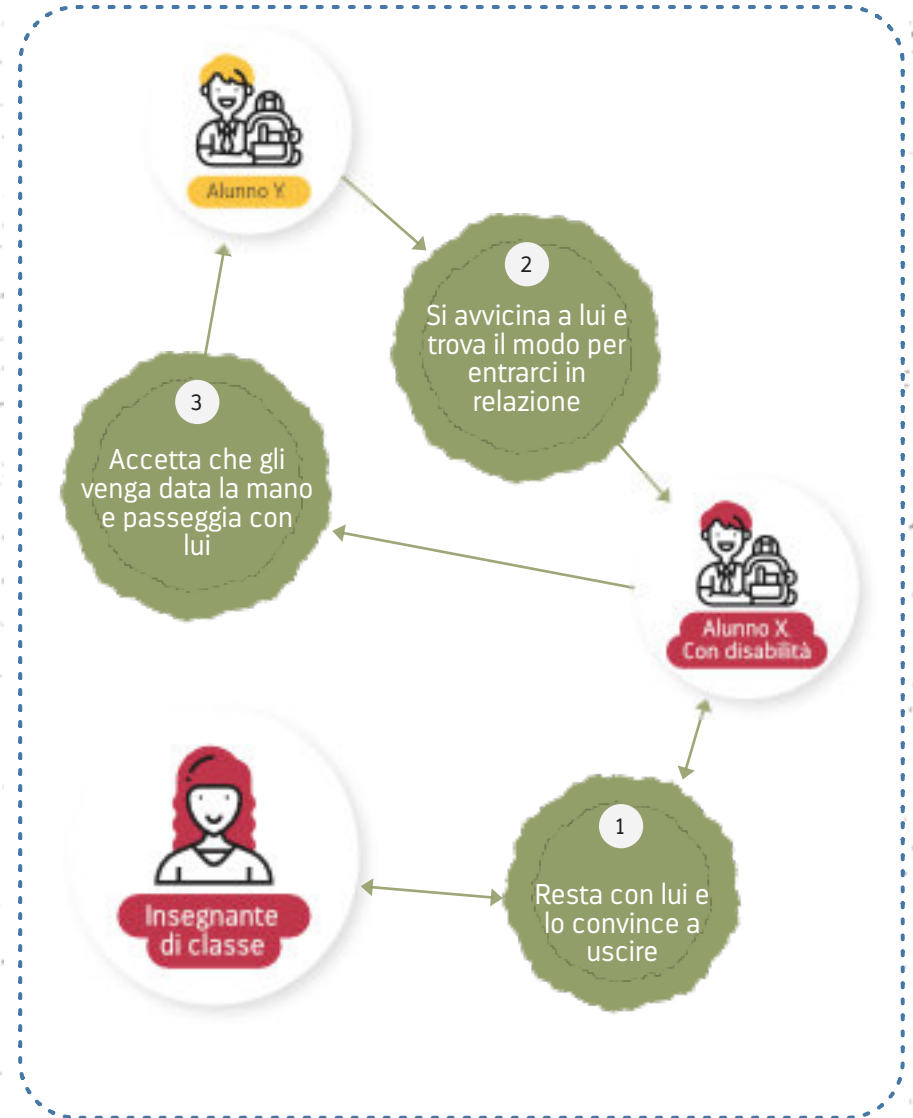 Alunno Y.
2
Si avvicina a lui e
trova il modo per
entrarci in
relazione
3
Accetta che gli
venga data la mano
e passeggia con
lui
Alunno X.
Con disabilità
1
Resta con lui e
lo convince a
uscire
Insegnante
di classe